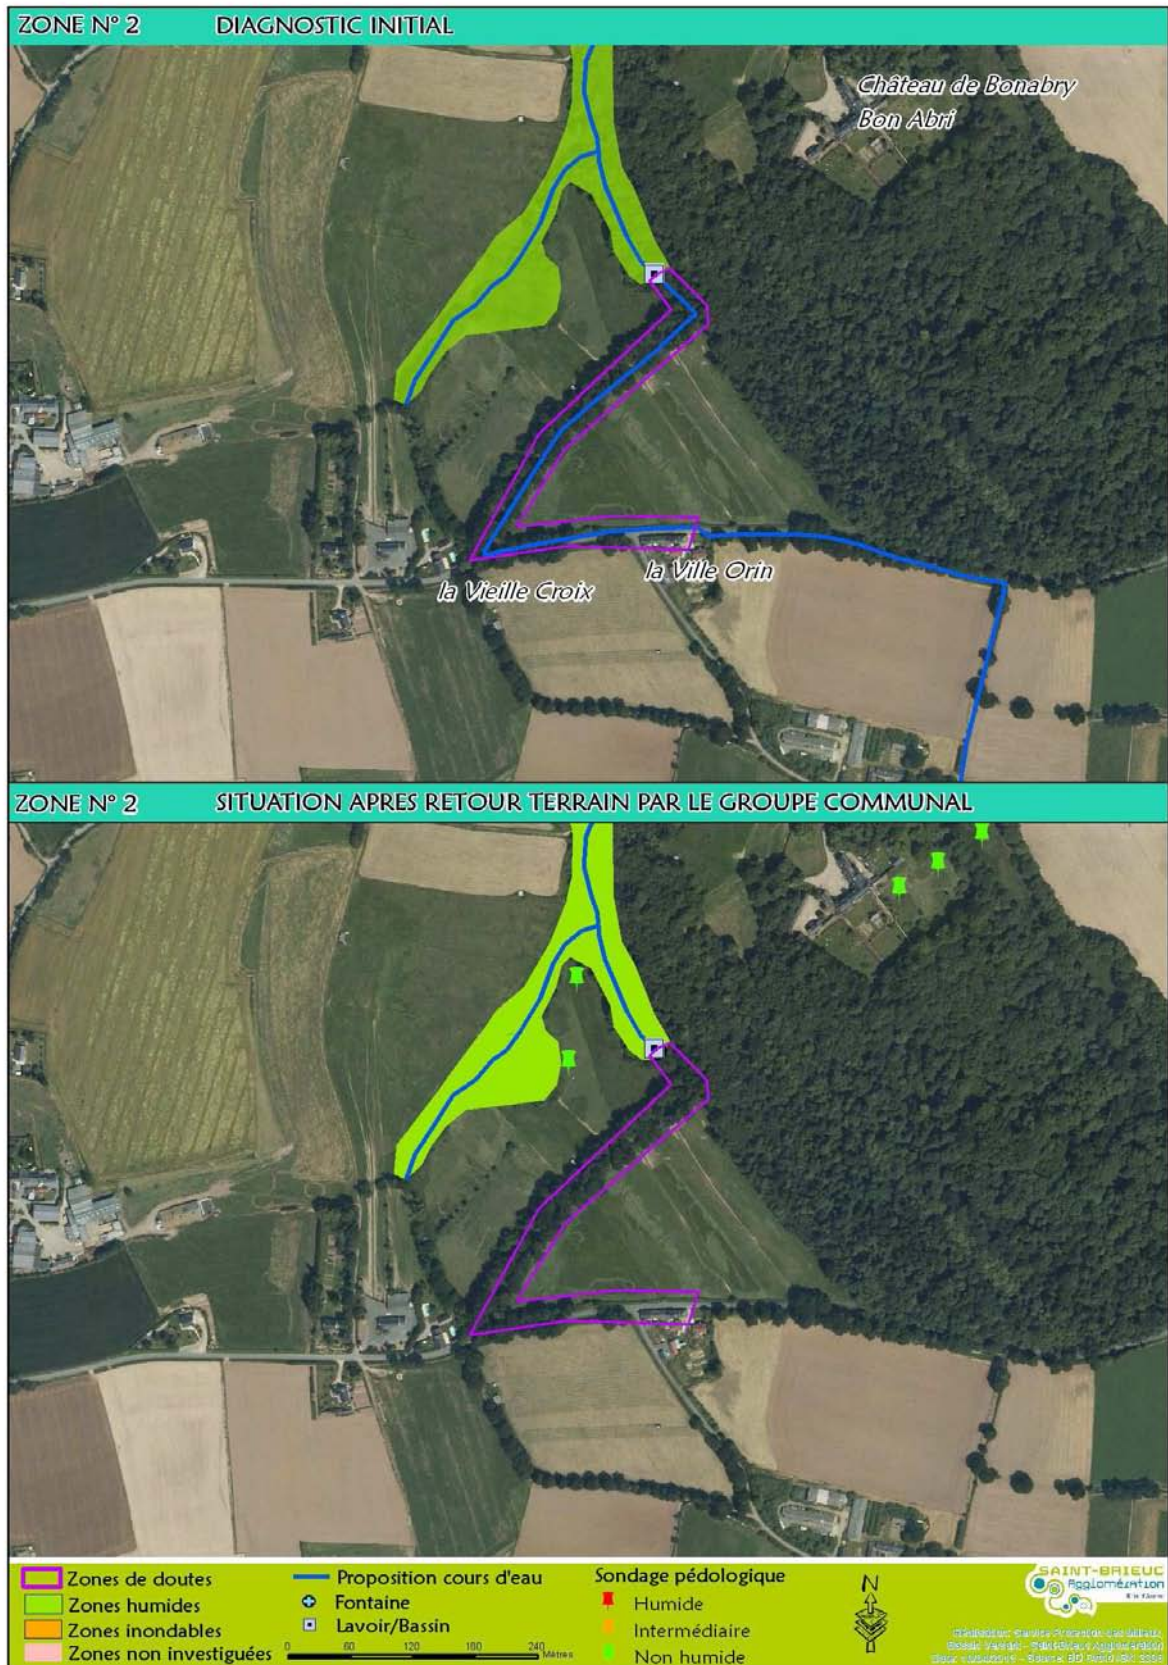 ZONE N° 2 DIAGNOSTIC INITIAL
Château de Bonabry
Bon Abri
la Ville Orin
la Vieille Croix
ZONE N° 2 SITUATION APRES RETOUR TERRAIN PAR LE GROUPE COMMUNAL
Zones de doutes
Zones humides
Zones inondables
Zones non investiguées
Proposition cours d'eau
Fontaine
Lavoir/Bassin
0 60 120 180 240
Mètres
Sondage pédologique
Humide
Intermédiaire
Non humide
N
SAINT-BRIEUC
Agglomération